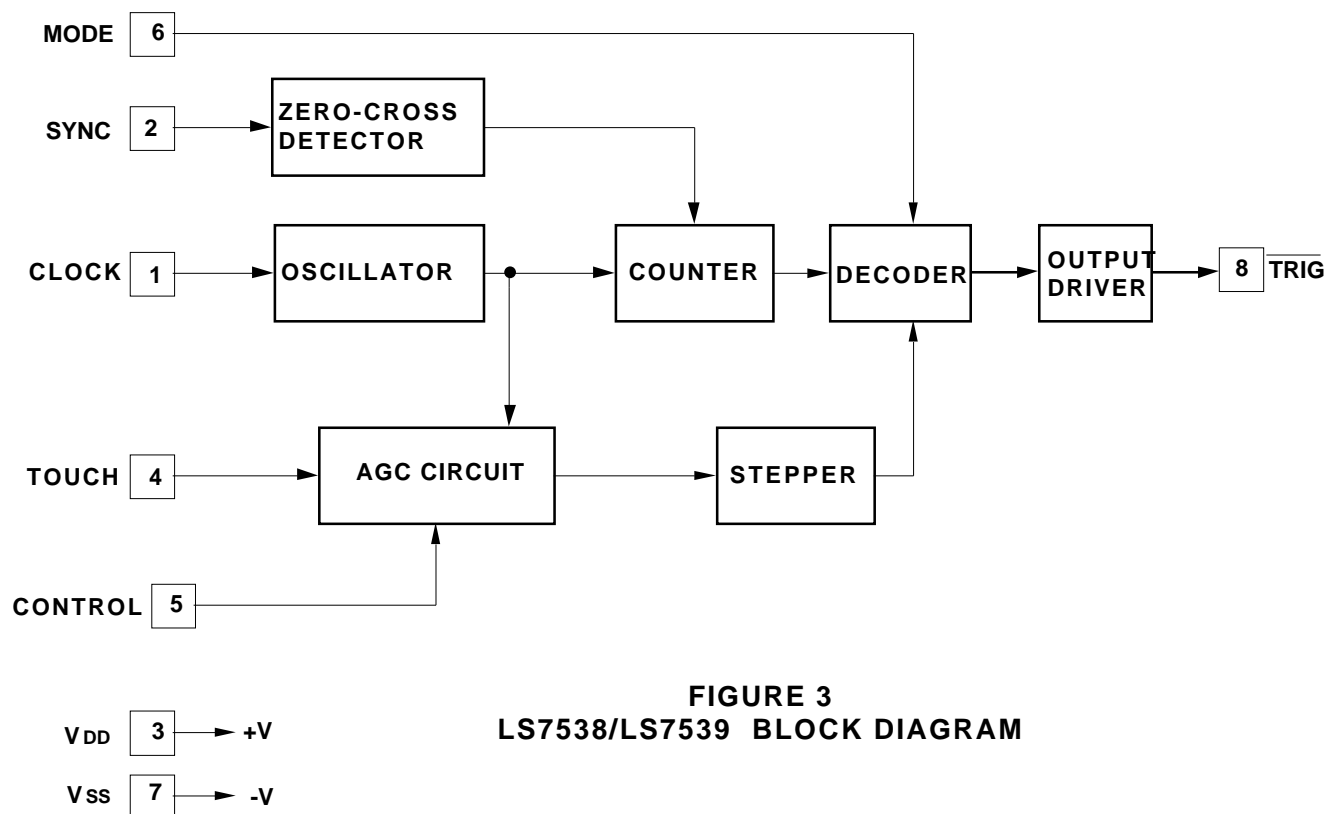 MODE 6
SYNC 2
ZERO-CROSS
DETECTOR
CLOCK 1
OSCILLATOR
COUNTER
DECODER
OUTPUT
DRIVER
8 TRIG
TOUCH 4
AGC CIRCUIT
STEPPER
CONTROL 5
FIGURE 3
LS7538/LS7539 BLOCK DIAGRAM
VDD 3 +V
VSS 7 -V